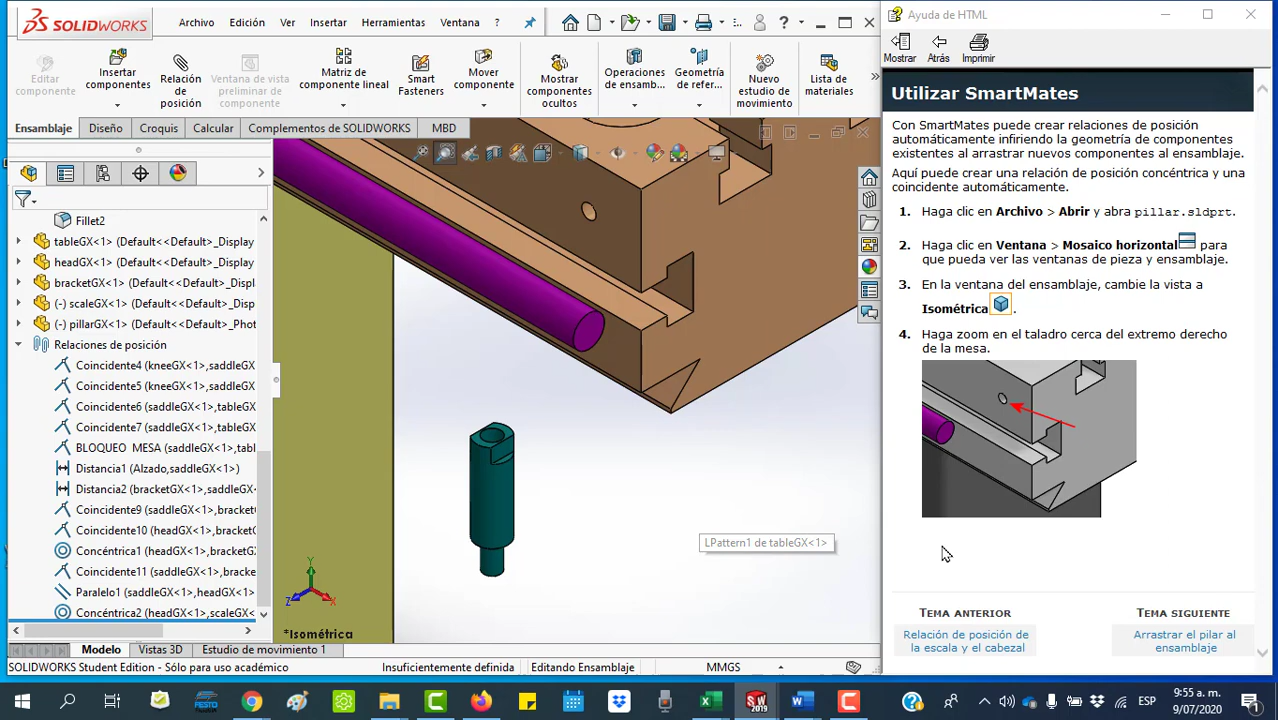 SOLIDWORKS
Archivo
Edición
Ver
Insertar
Herramientas
Ventana
?
Editar
componente
Insertar
componentes
Relación
de
posición
Ventana de vista
preliminar de
componente
Matriz de
componente lineal
Smart
Fasteners
Mover
componente
Mostrar
componentes
ocultos
Operaciones
de ensamb...
Geometría
de refer...
Nuevo
estudio de
movimiento
Lista de
materiales
Ensamblaje
Diseño
Croquis
Calcular
Complementos de SOLIDWORKS
MBD
Fillet2
tableGX<1> (Default<<Default>_Display
headGX<1> (Default<<Default>_Display
bracketGX<1> (Default<<Default>_Displa
(-) scaleGX<1> (Default<<Default>_Displ
(-) pillarGX<1> (Default<<Default>_Phot
Relaciones de posición
Coincidente4 (kneeGX<1>,saddleGX
Coincidente5 (kneeGX<1>,saddleGX
Coincidente6 (saddleGX<1>,tableGX
Coincidente7 (saddleGX<1>,tableGX
BLOQUEO MESA (saddleGX<1>,tabl
Distancia1 (Alzado,saddleGX<1>)
Distancia2 (bracketGX<1>,saddleGX
Coincidente9 (saddleGX<1>,bracket
Coincidente10 (headGX<1>,bracket
Concéntrica1 (headGX<1>,bracketG
Coincidente11 (saddleGX<1>,bracke
Paralelo1 (saddleGX<1>,headGX<1>
Concéntrica2 (headGX<1>,scaleGX<
LPattern1 de tableGX<1>
Y
Z
X
*Isométrica
Modelo
Vistas 3D
Estudio de movimiento 1
SOLIDWORKS Student Edition - Sólo para uso académico
Insuficientemente definida
Editando Ensamblaje
MMGS
Ayuda de HTML
Mostrar
Atrás
Imprimir
Utilizar SmartMates
Con SmartMates puede crear relaciones de posición
automáticamente infiriendo la geometría de componentes
existentes al arrastrar nuevos componentes al ensamblaje.
Aquí puede crear una relación de posición concéntrica y una
coincidente automáticamente.
1. Haga clic en Archivo > Abrir y abra pillar.sldprt.
2. Haga clic en Ventana > Mosaico horizontal para
que pueda ver las ventanas de pieza y ensamblaje.
3. En la ventana del ensamblaje, cambie la vista a
Isométrica .
4. Haga zoom en el taladro cerca del extremo derecho
de la mesa.
TEMA ANTERIOR
Relación de posición de
la escala y el cabezal
TEMA SIGUIENTE
Arrastrar el pilar al
ensamblaje
FESTO
SW
2019
ESP
9:55 a. m.
9/07/2020